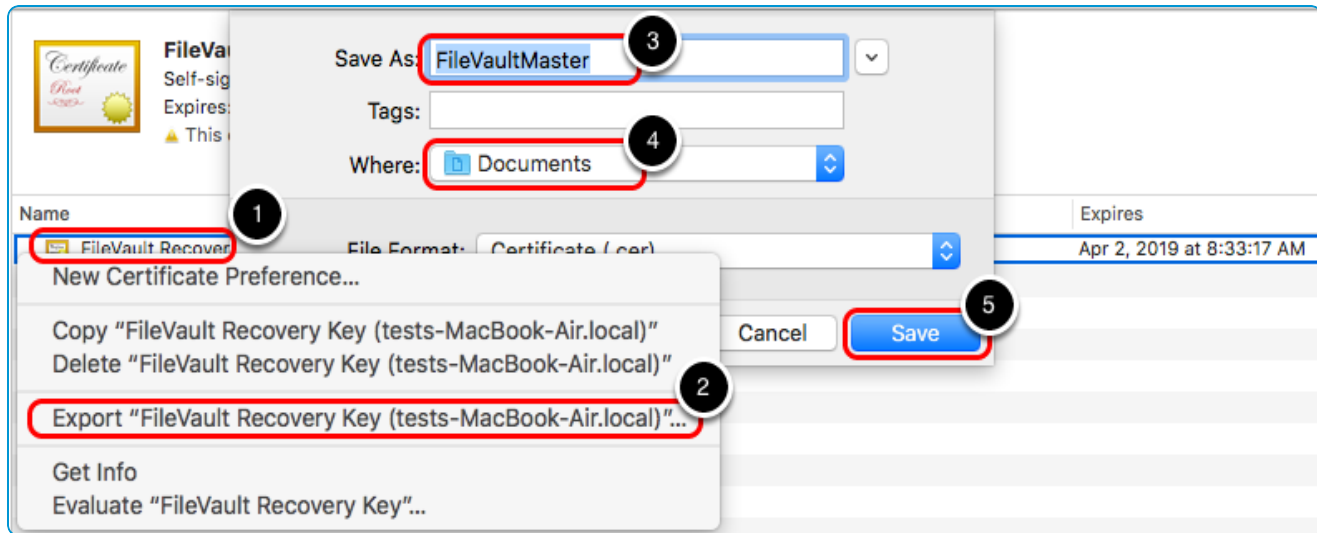 Certificate
Root
FileVau
Self-sig
Expires:
This
Save As: FileVaultMaster
3
Tags:
4
Where: Documents
Name
1
Expires
FileVault Recover
File Format: Certificate (.cer)
Apr 2, 2019 at 8:33:17 AM
New Certificate Preference...
5
Copy “FileVault Recovery Key (tests-MacBook-Air.local)”
Cancel
Save
Delete “FileVault Recovery Key (tests-MacBook-Air.local)”
2
Export “FileVault Recovery Key (tests-MacBook-Air.local)”...
Get Info
Evaluate “FileVault Recovery Key”...